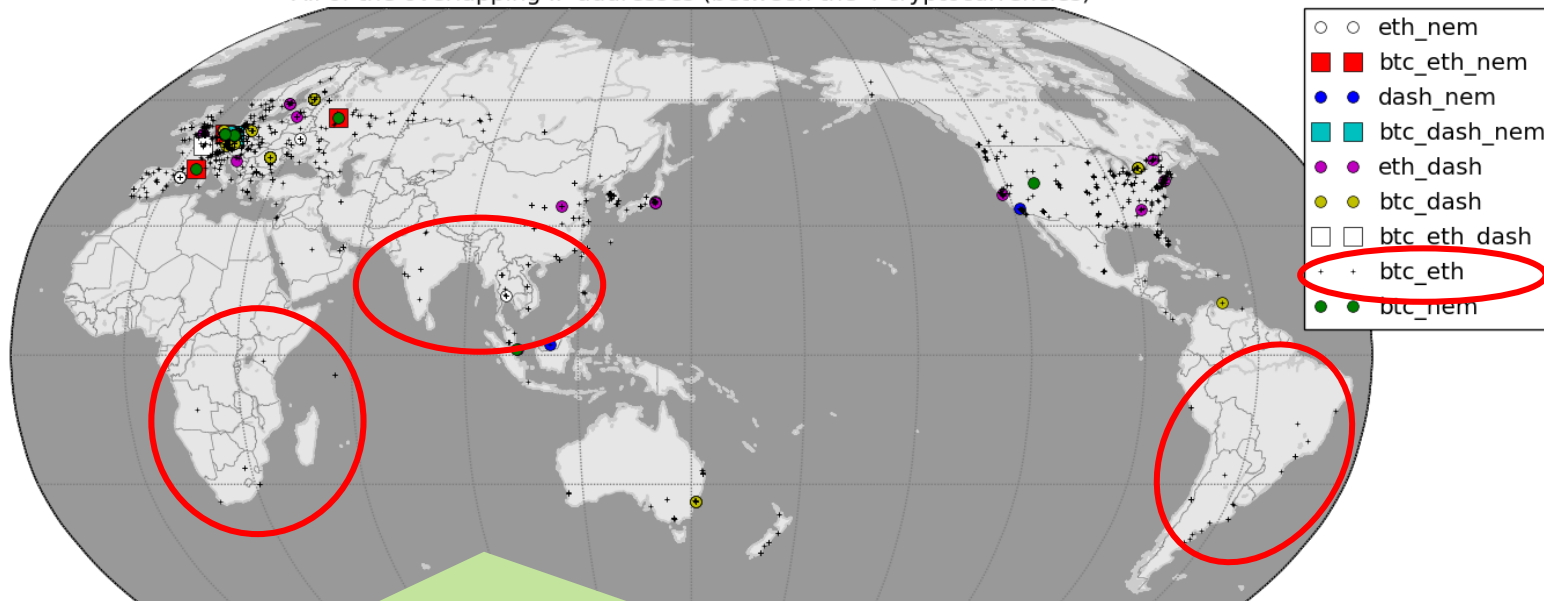 eth_nem
btc_eth_nem
dash_nem
btc_dash_nem
eth_dash
btc_dash
btc_eth_dash
btc_eth
btc_nem